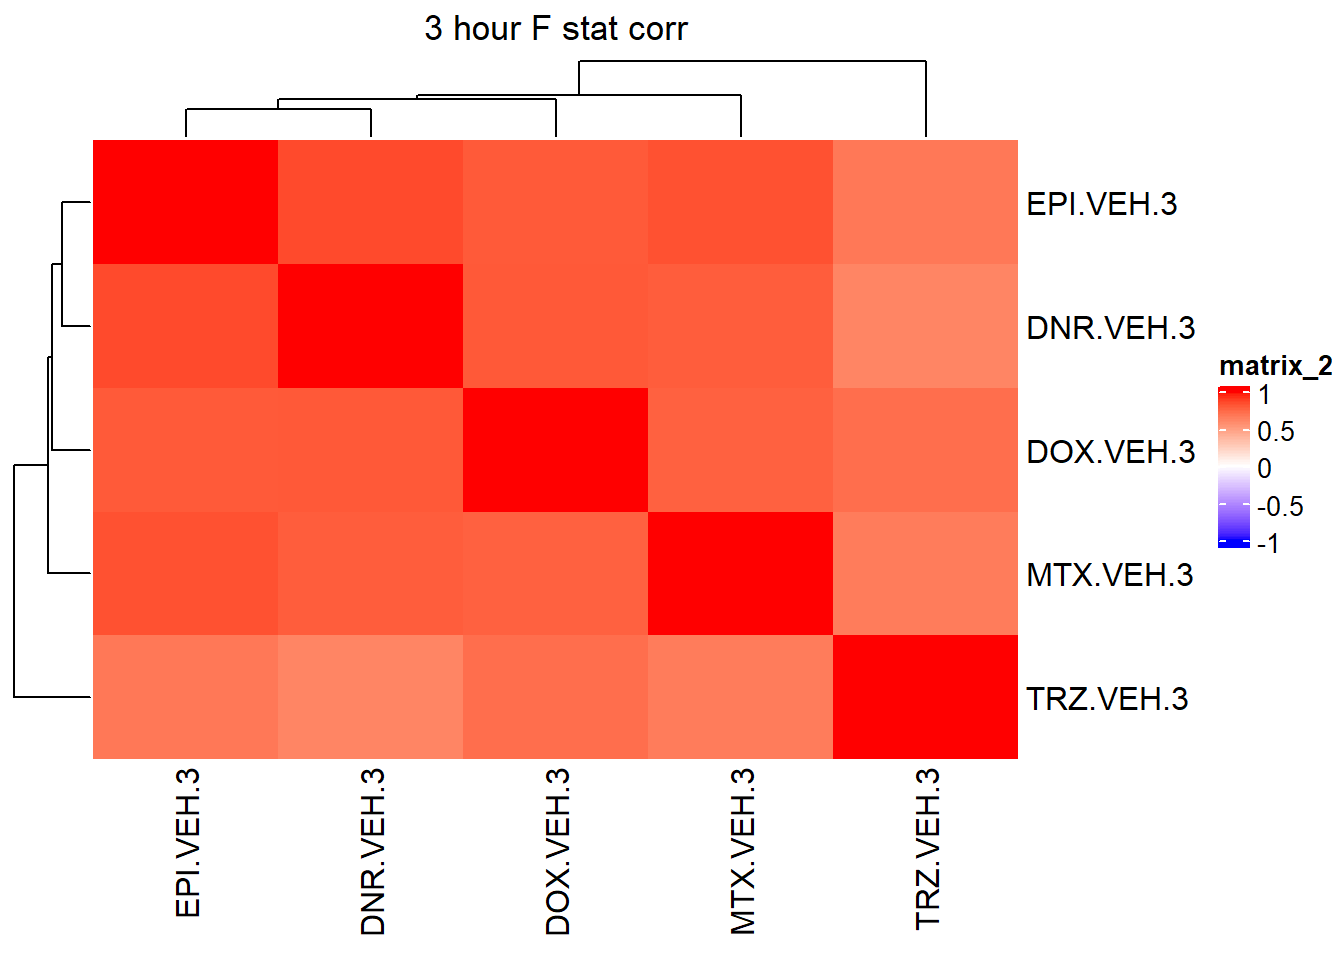 3 hour F stat corr
EPI.VEH.3
DNR.VEH.3
DOX.VEH.3
MTX.VEH.3
TRZ.VEH.3
matrix_2
1
0.5
0
-0.5
-1
EPI.VEH.3
DNR.VEH.3
DOX.VEH.3
MTX.VEH.3
TRZ.VEH.3